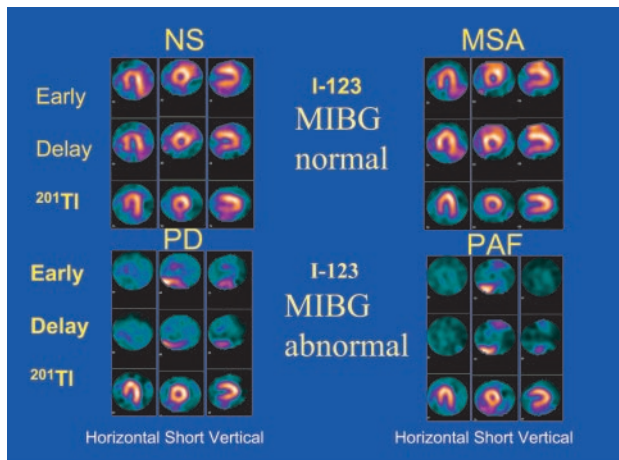 NS
MSA
Early
I-123
MIBG
normal
Delay
201Tl
PD
PAF
Early
I-123
MIBG
abnormal
Delay
201Tl
Horizontal Short Vertical
Horizontal Short Vertical